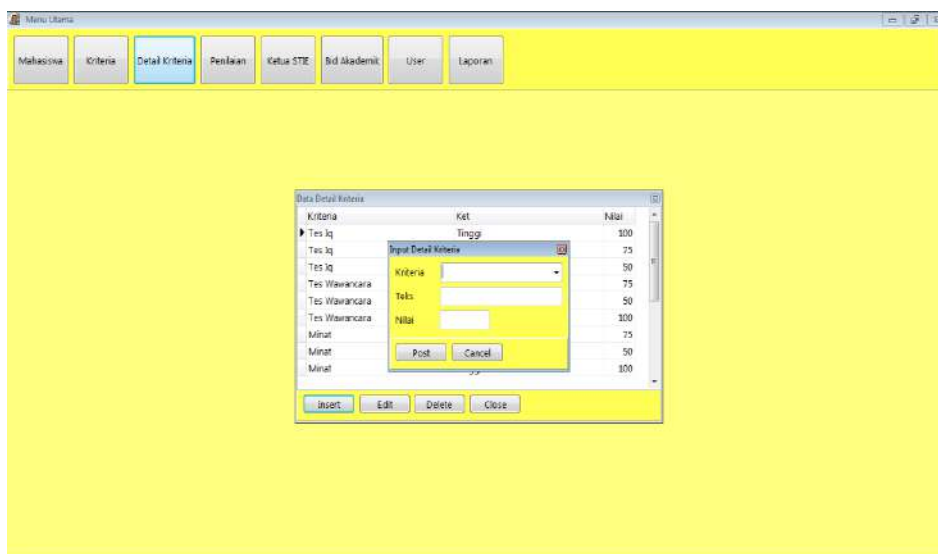 Menu Utama
Mahasiswa Kriteria Detail Kriteria Penilaian Ketua STIE Bid Akademik User Laporan
Data Detail Kriteria
Kriteria Ket Nilai
Tes Iq Tinggi 100
Tes Iq 75
Tes Iq 50
Tes Wawancara 75
Tes Wawancara 50
Tes Wawancara 100
Minat 75
Minat 50
Minat 100
Input Detail Kriteria
Kriteria
Teks
Nilai
Post Cancel
Insert Edit Delete Close